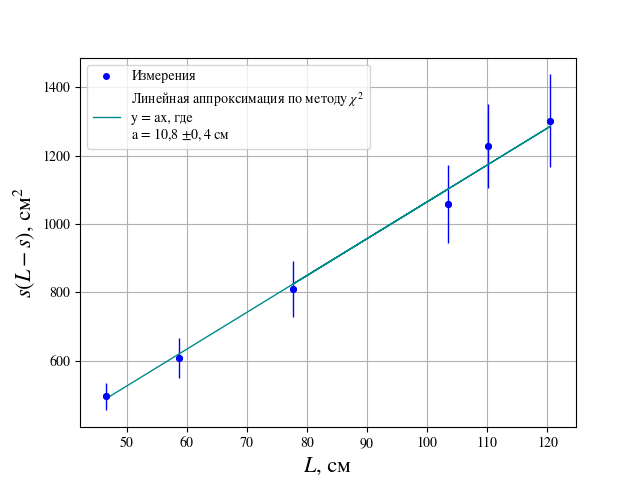 Измерения
Линейная аппроксимация по методу χ²
y = ax, где
a = 10,8 ±0, 4 см
1400
1200
1000
800
600
s(L − s), см²
50 60 70 80 90 100 110 120
L, см